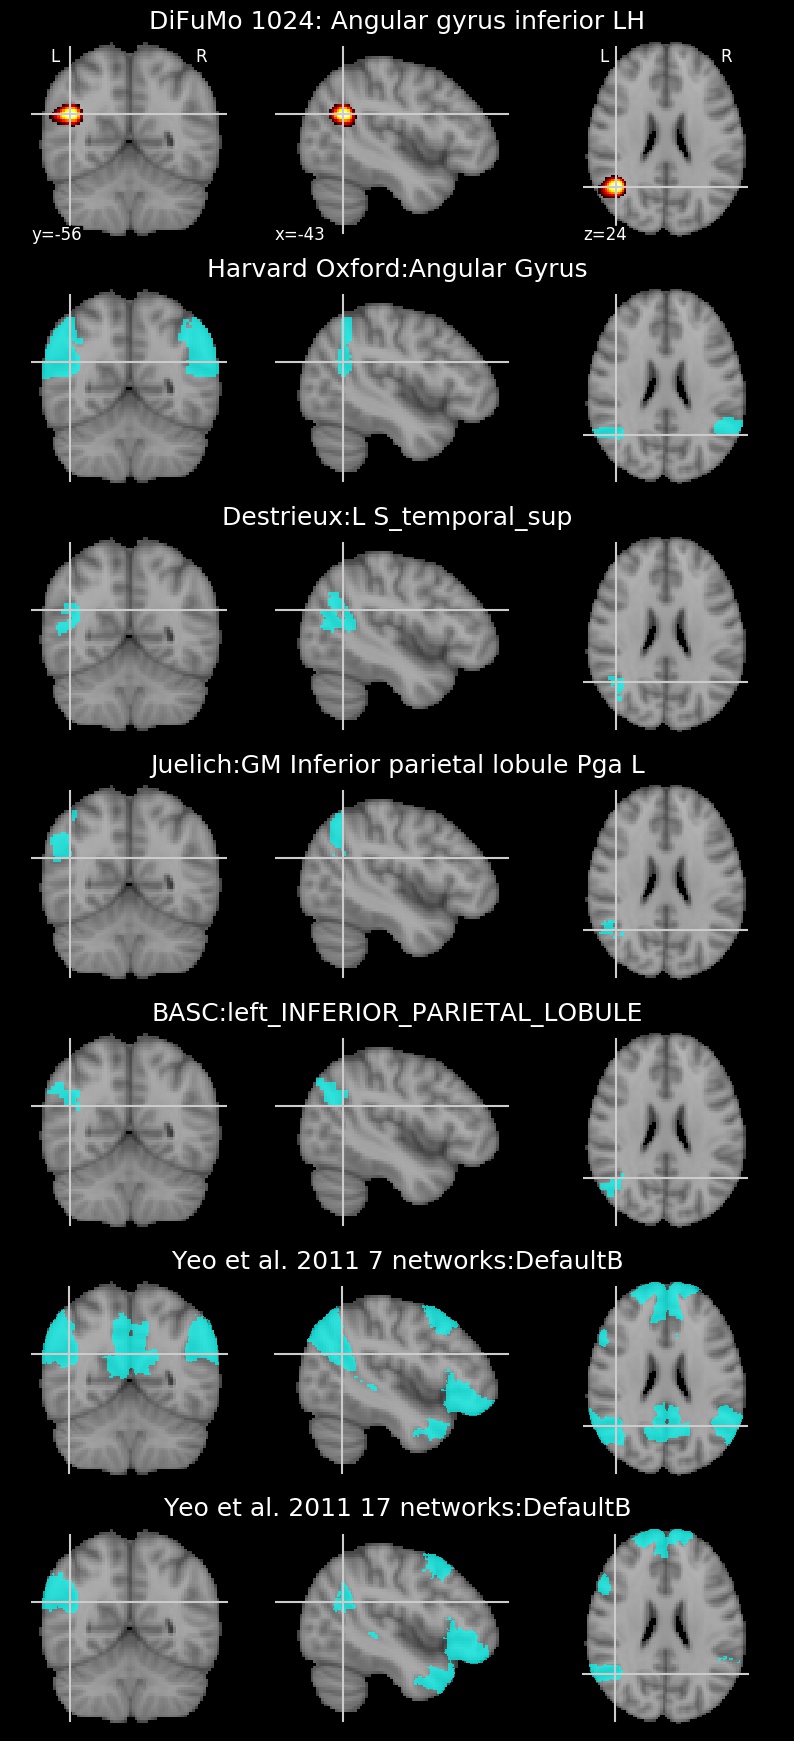 DiFuMo 1024: Angular gyrus inferior LH
L R L R
y=-56 x=-43 z=24
Harvard Oxford:Angular Gyrus
Destrieux:L S_temporal_sup
Juelich:GM Inferior parietal lobule Pga L
BASC:left_INFERIOR_PARIETAL_LOBULE
Yeo et al. 2011 7 networks:DefaultB
Yeo et al. 2011 17 networks:DefaultB